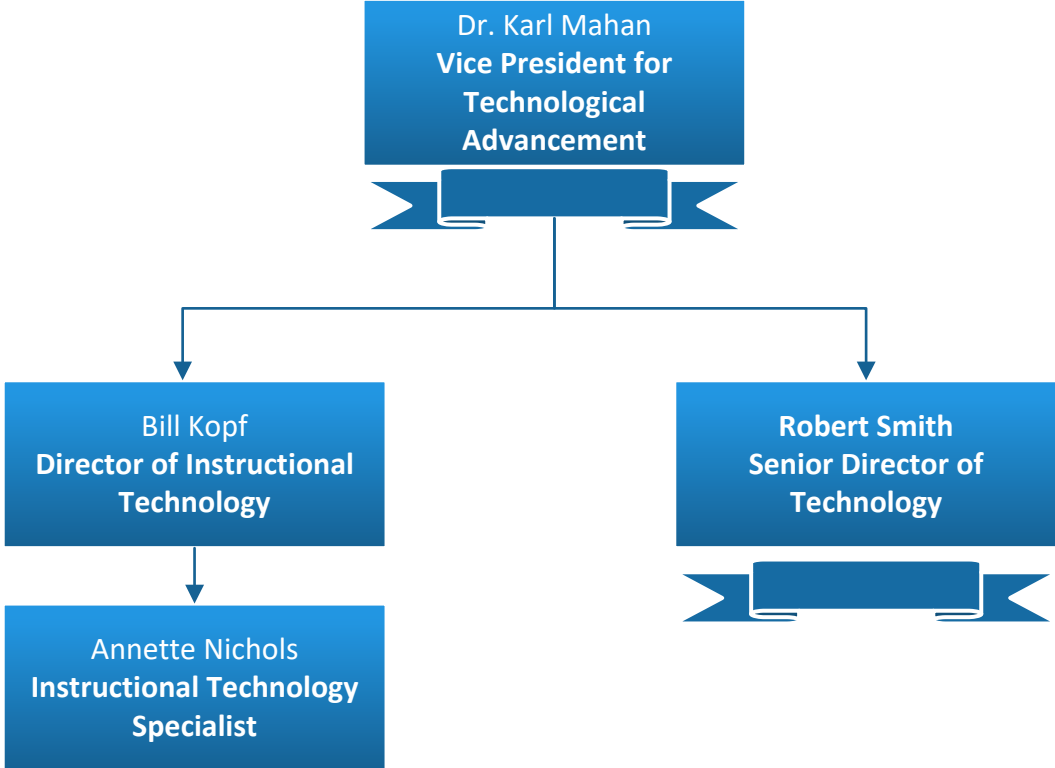 Dr. Karl Mahan
Vice President for
Technological
Advancement
Bill Kopf
Director of Instructional
Technology
Robert Smith
Senior Director of
Technology
Annette Nichols
Instructional Technology
Specialist